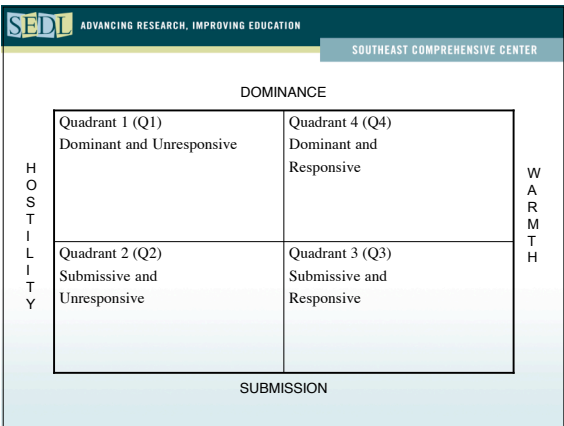 SEDL ADVANCING RESEARCH, IMPROVING EDUCATION
SOUTHEAST COMPREHENSIVE CENTER
DOMINANCE
HOSTILITY
Quadrant 1 (Q1)
Dominant and Unresponsive
Quadrant 4 (Q4)
Dominant and
Responsive
Quadrant 2 (Q2)
Submissive and
Unresponsive
Quadrant 3 (Q3)
Submissive and
Responsive
WARMTH
SUBMISSION